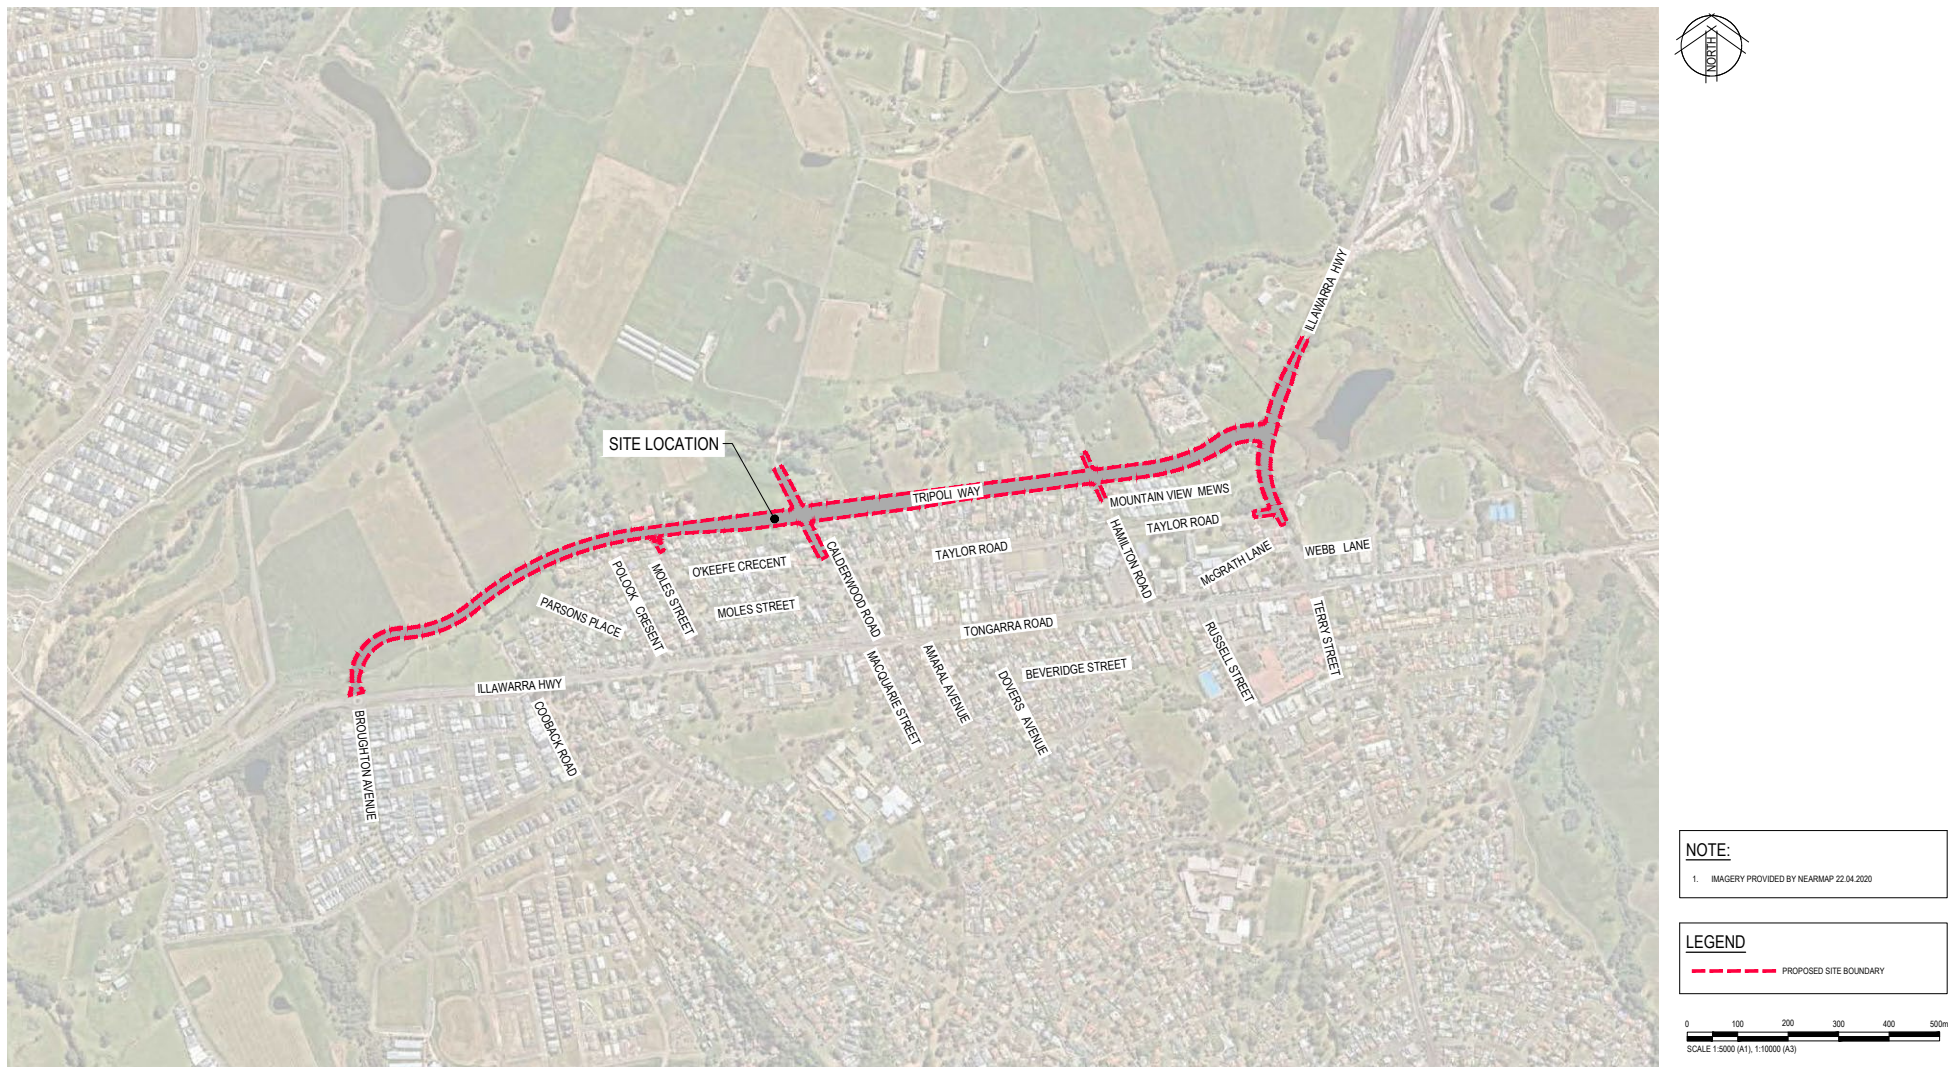 NORTH
ILLAWARRA HWY
SITE LOCATION
TRIPOLI WAY
MOUNTAIN VIEW MEWS
TAYLOR ROAD
HAMILTON ROAD
TAYLOR ROAD
McGRATH LANE
WEBB LANE
O'KEEFE CRECENT
CALDERWOOD ROAD
POLOCK CRESENT
MOLES STREET
PARSONS PLACE
MOLES STREET
TONGARRA ROAD
TERRY STREET
RUSSELL STREET
BEVERIDGE STREET
AMARAL AVENUE
MACQUARIE STREET
DOVERS AVENUE
ILLAWARRA HWY
COOBACK ROAD
BROUGHTON AVENUE
NOTE:
1. IMAGERY PROVIDED BY NEARMAP 22.04.2020
LEGEND
PROPOSED SITE BOUNDARY
0 100 200 300 400 500m
SCALE 1:5000 (A1), 1:10000 (A3)